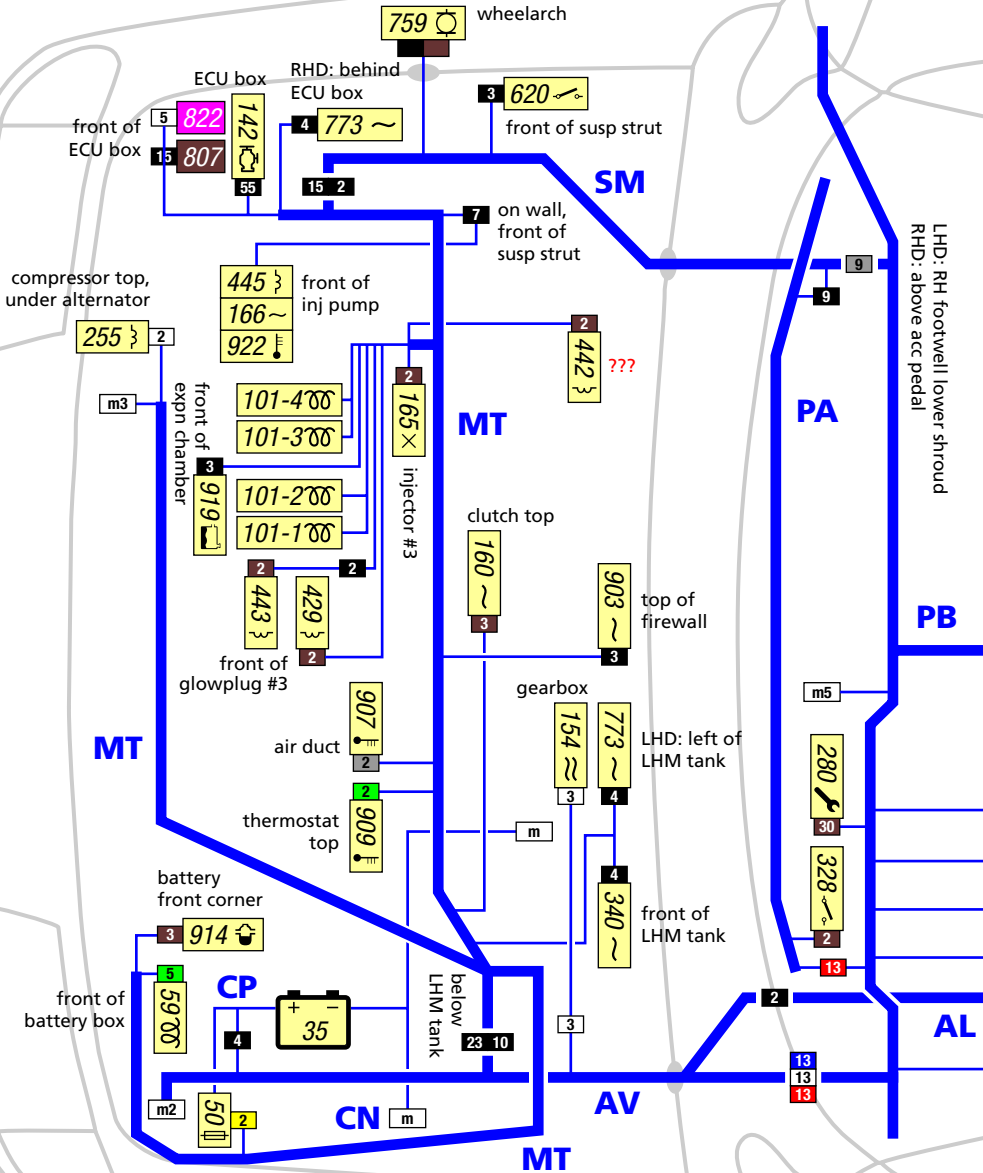 759
wheelarch
ECU box
RHD: behind
ECU box
3
620
front of susp strut
5
822
142
4
773
front of
ECU box
15
807
55
15 2
SM
7
on wall,
front of
susp strut
LHD: RH footwell lower shroud
RHD: above acc pedal
9
9
compressor top,
under alternator
445
166
922
front of
inj pump
255
2
2
442
???
m3
front of
expn chamber
101-4
101-3
2
165
injector #3
MT
PA
3
919
101-2
101-1
clutch top
160
3
2
443
2
429
2
front of
glowplug #3
903
3
top of
firewall
PB
gearbox
m5
907
2
air duct
154
3
773
4
LHD: left of
LHM tank
MT
280
30
2
909
thermostat
top
m
328
2
4
340
front of
LHM tank
battery
front corner
3
914
13
5
59
front of
battery box
CP
+ −
35
below
LHM tank
2
AL
4
3
23 10
13
13
13
m2
50
2
CN
m
AV
MT